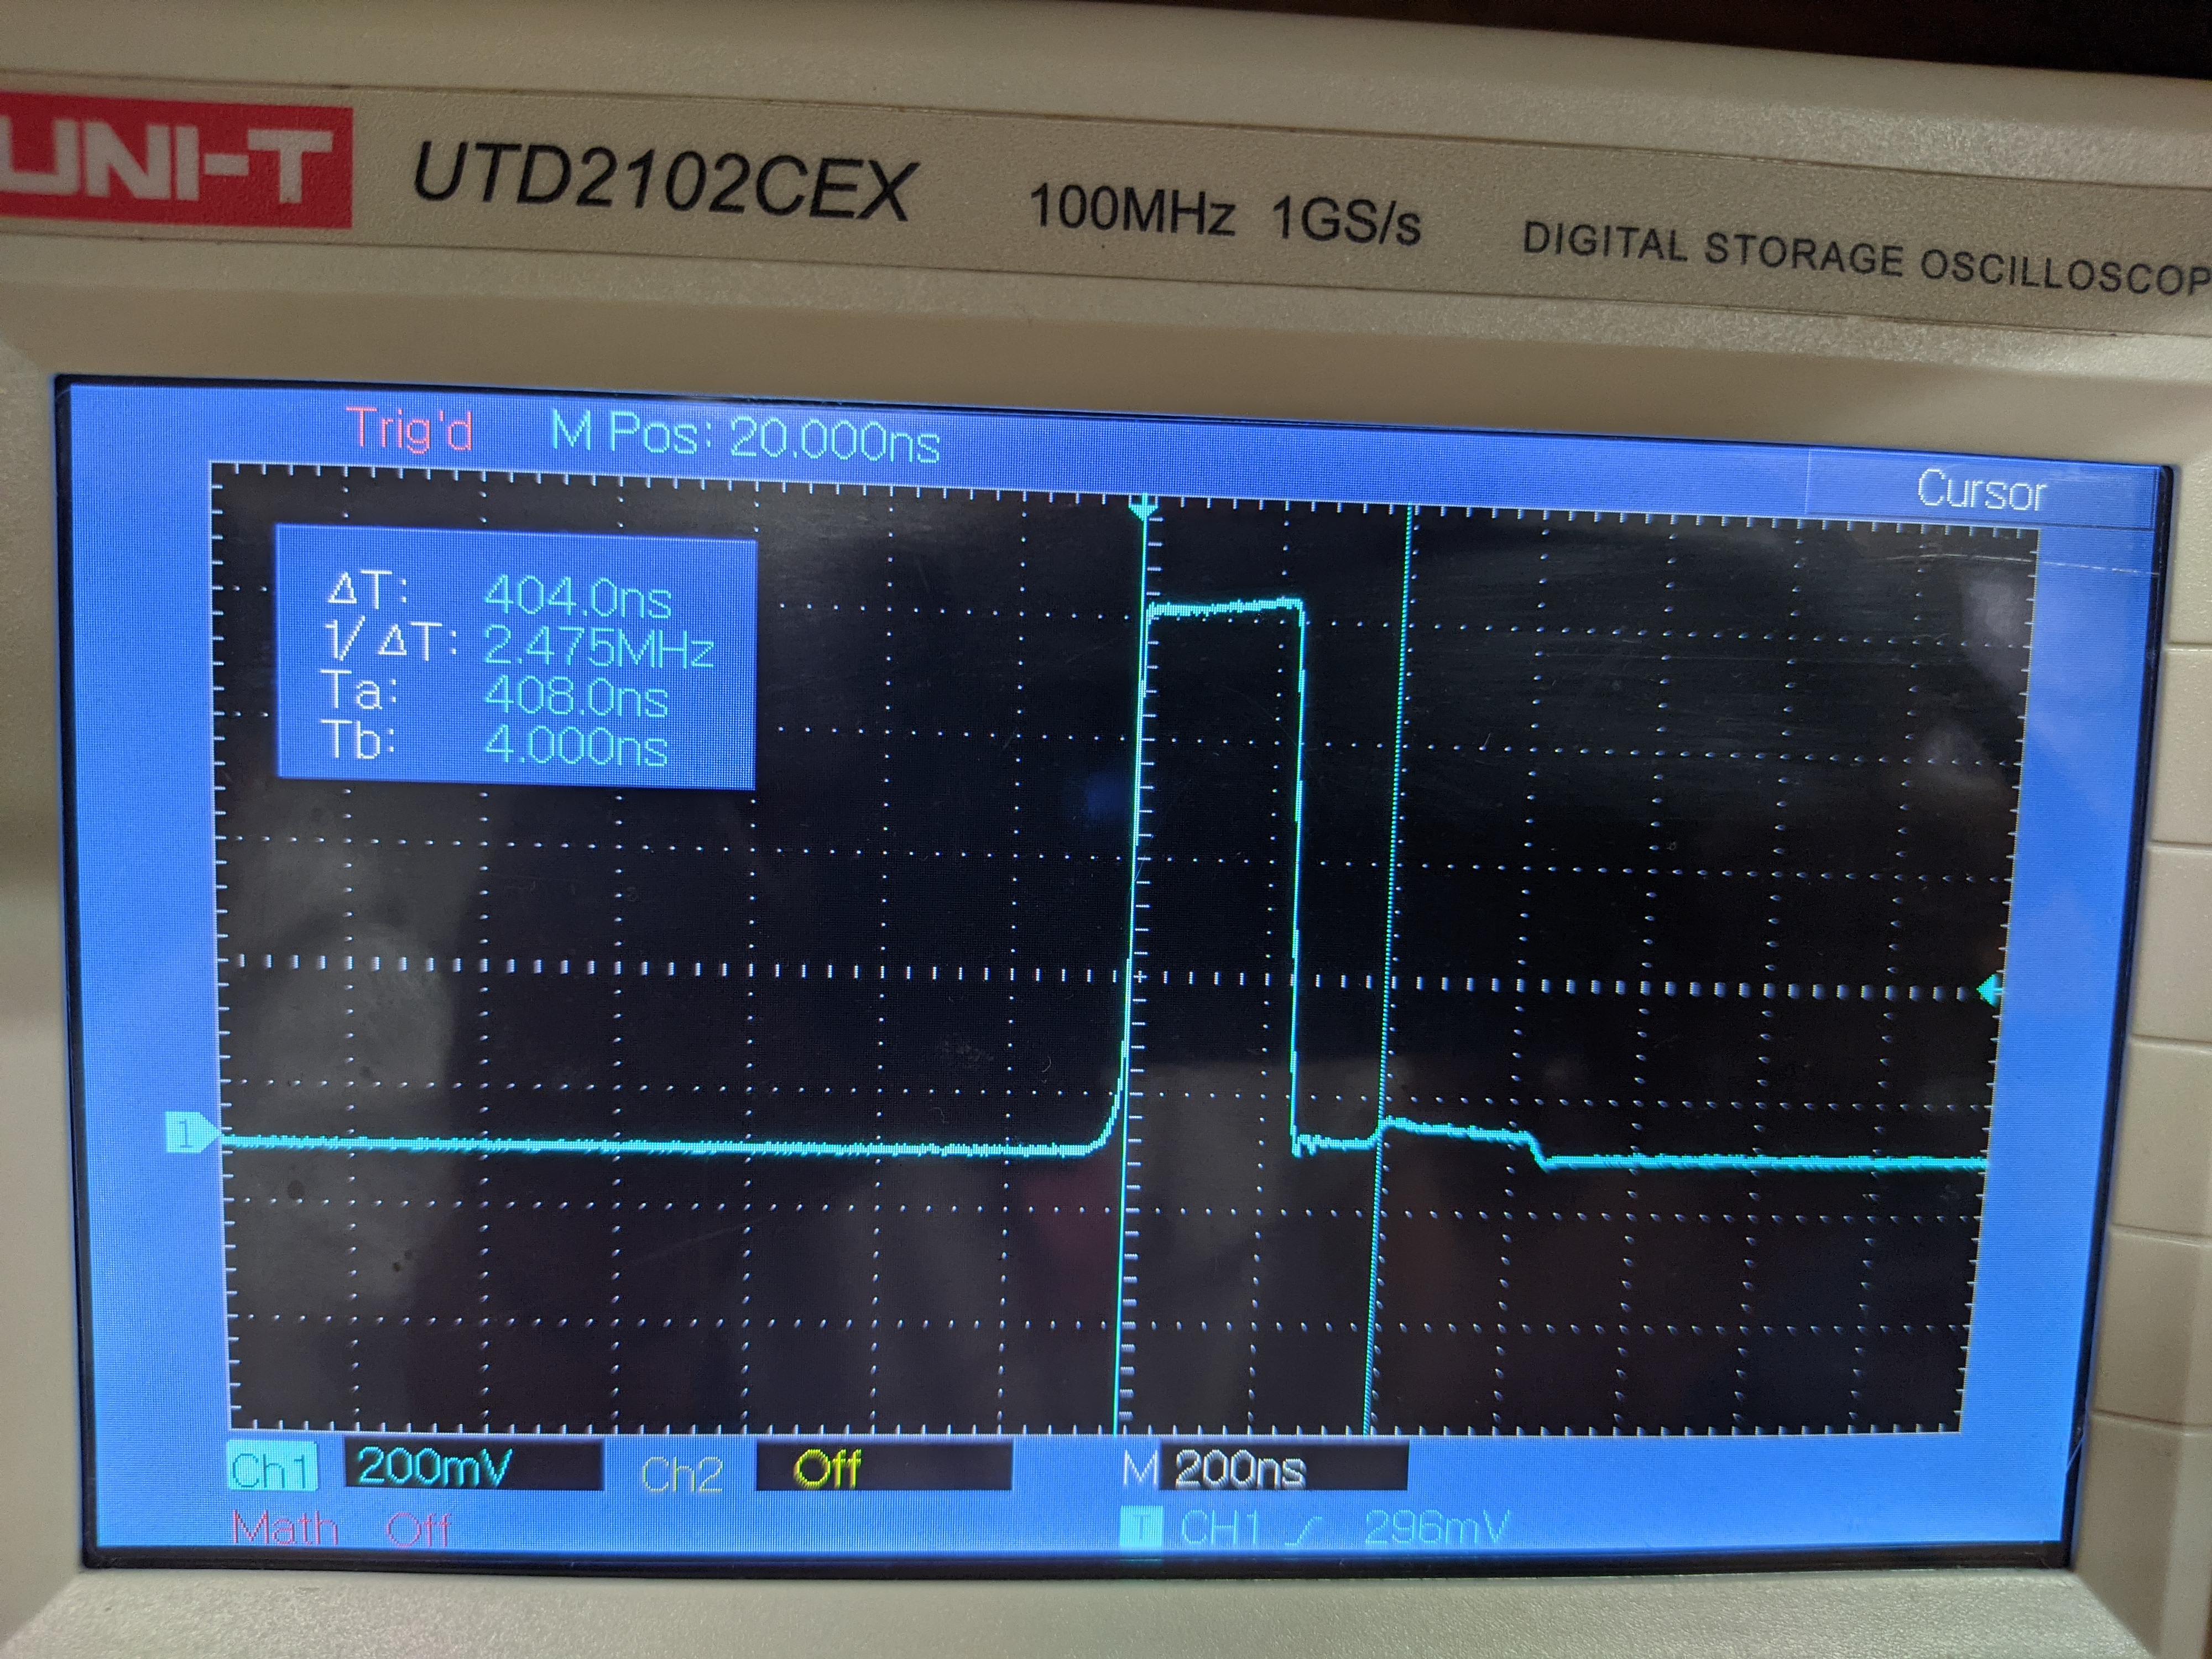 UNI-T UTD2102CEX 100MHz 1GS/s DIGITAL STORAGE OSCILLOSCOP
Trig'd M Pos: 20.000ns
Cursor
ΔT: 404.0ns
1/ΔT: 2.475MHz
Ta: 408.0ns
Tb: 4.000ns
1
Ch1 200mV Ch2 Off M 200ns
Math Off T CH1 296mV